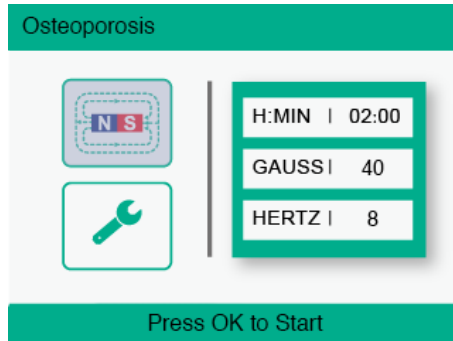 Osteoporosis
N S
H:MIN | 02:00
GAUSS | 40
HERTZ | 8
Press OK to Start